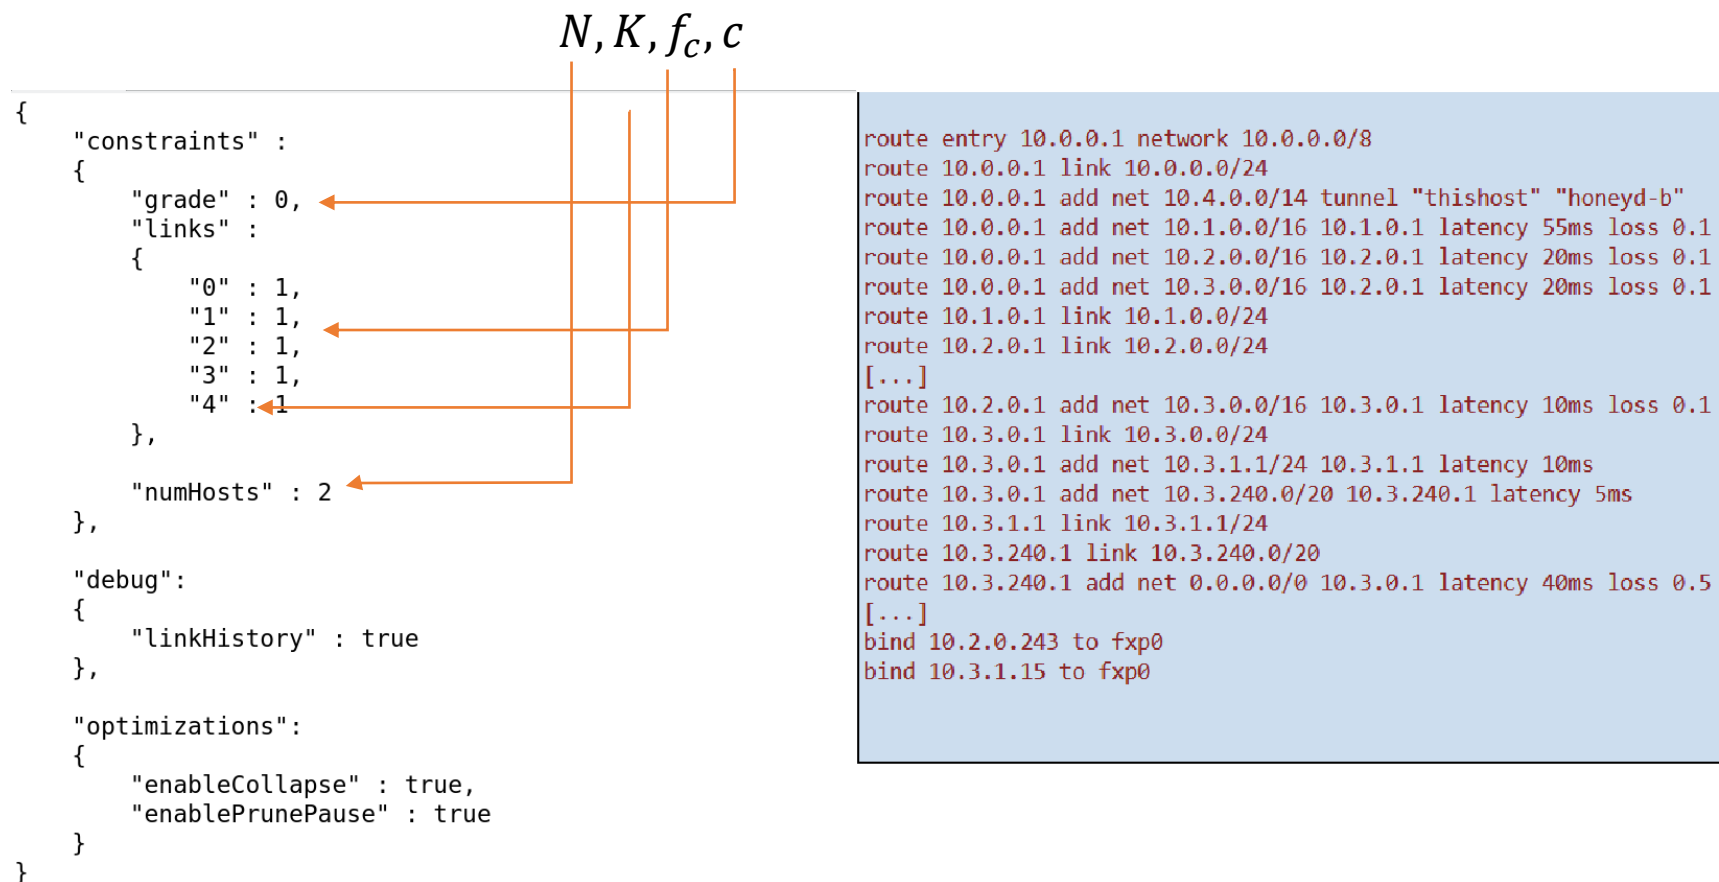 N, K, f_c, c
{
"constraints" :
{
"grade" : 0,
"links" :
{
"0" : 1,
"1" : 1,
"2" : 1,
"3" : 1,
"4" : 1
},
"numHosts" : 2
},
"debug":
{
"linkHistory" : true
},
"optimizations":
{
"enableCollapse" : true,
"enablePrunePause" : true
}
}
route entry 10.0.0.1 network 10.0.0.0/8
route 10.0.0.1 link 10.0.0.0/24
route 10.0.0.1 add net 10.4.0.0/14 tunnel "thishost" "honeyd-b"
route 10.0.0.1 add net 10.1.0.0/16 10.1.0.1 latency 55ms loss 0.1
route 10.0.0.1 add net 10.2.0.0/16 10.2.0.1 latency 20ms loss 0.1
route 10.0.0.1 add net 10.3.0.0/16 10.2.0.1 latency 20ms loss 0.1
route 10.1.0.1 link 10.1.0.0/24
route 10.2.0.1 link 10.2.0.0/24
[...]
route 10.2.0.1 add net 10.3.0.0/16 10.3.0.1 latency 10ms loss 0.1
route 10.3.0.1 link 10.3.0.0/24
route 10.3.0.1 add net 10.3.1.1/24 10.3.1.1 latency 10ms
route 10.3.0.1 add net 10.3.240.0/20 10.3.240.1 latency 5ms
route 10.3.1.1 link 10.3.1.1/24
route 10.3.240.1 link 10.3.240.0/20
route 10.3.240.1 add net 0.0.0.0/0 10.3.0.1 latency 40ms loss 0.5
[...]
bind 10.2.0.243 to fxp0
bind 10.3.1.15 to fxp0